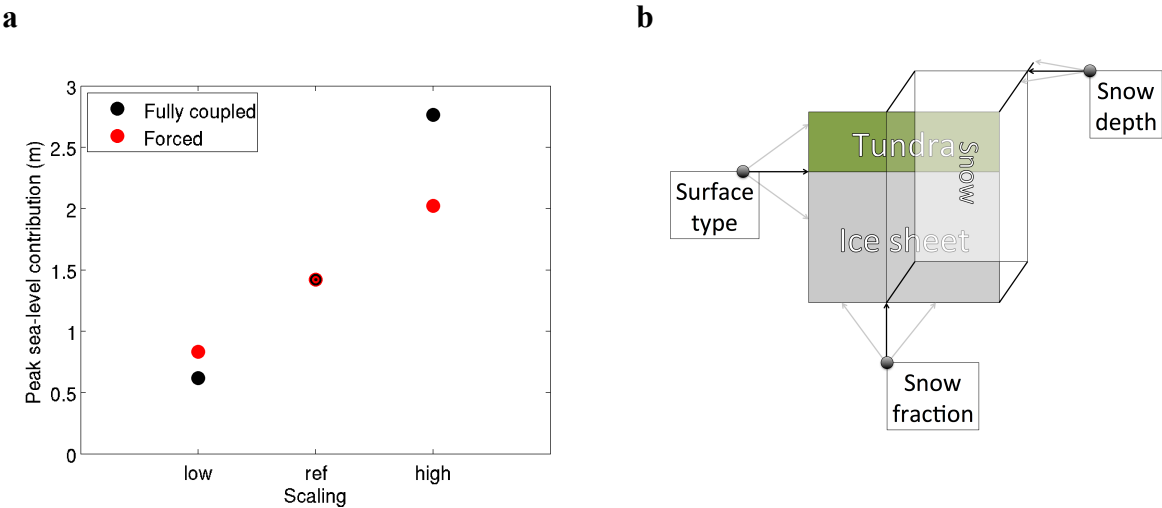 a
3
2.5
2
1.5
1
0.5
0
Fully coupled
Forced
Peak sea-level contribution (m)
low
ref
high
Scaling
b
Snow
depth
Tundra
Snow
Surface
type
Ice sheet
Snow
fraction